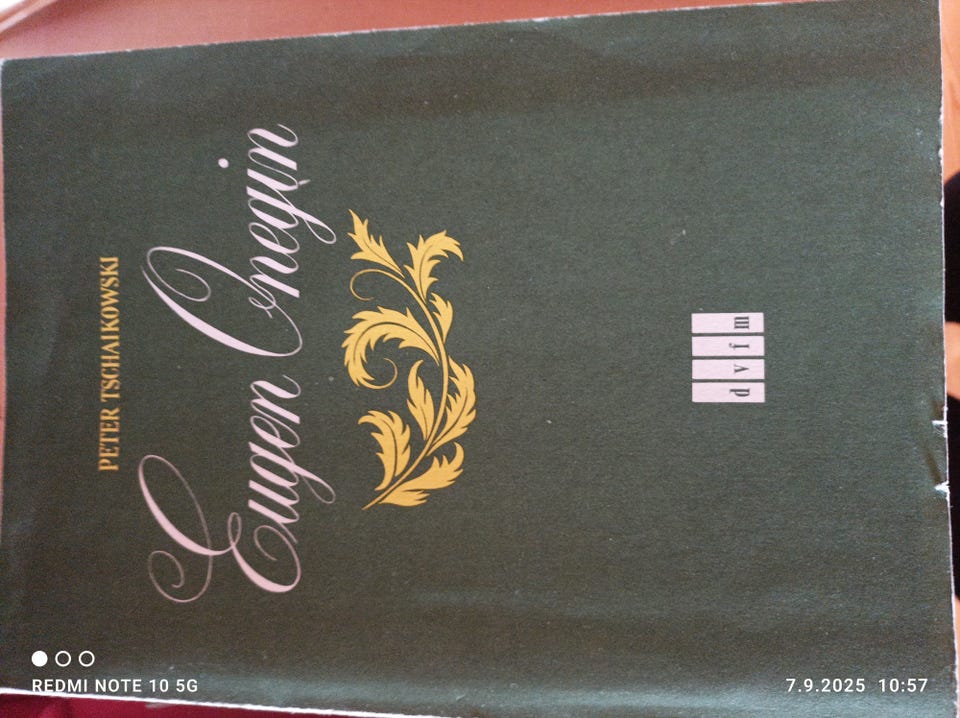 PETER TSCHAIKOWSKI
Eugen Onegin
dvfm
REDMI NOTE 10 5G
7.9.2025 10:57